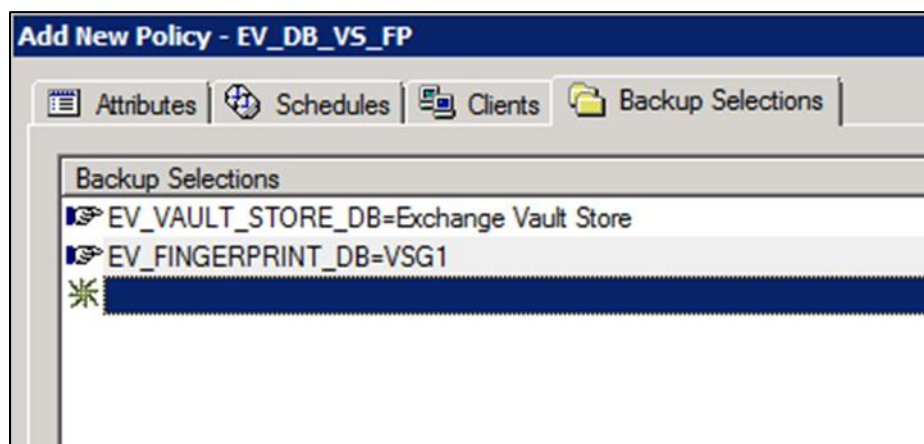 Add New Policy - EV_DB_VS_FP
Attributes Schedules Clients Backup Selections
Backup Selections
EV_VAULT_STORE_DB=Exchange Vault Store
EV_FINGERPRINT_DB=VSG1